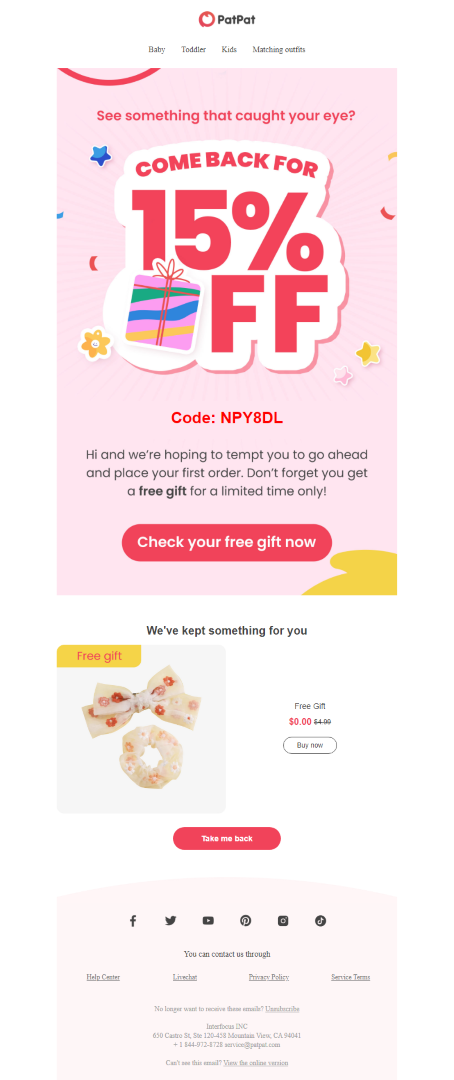 PatPat
Baby Toddler Kids Matching outfits
See something that caught your eye?
COME BACK FOR
15%
OFF
Code: NPY8DL
Hi and we're hoping to tempt you to go ahead
and place your first order. Don't forget you get
a free gift for a limited time only!
Check your free gift now
We've kept something for you
Free gift
Free Gift
$0.00 $4.99
Buy now
Take me back
You can contact us through
Help Center Livechat Privacy Policy Service Terms
No longer want to receive these emails? Unsubscribe
Interfocus INC
650 Castro St, Ste 120-458 Mountain View, CA 94041
+ 1 844-972-8728 service@patpat.com
Can't see this email? View the online version